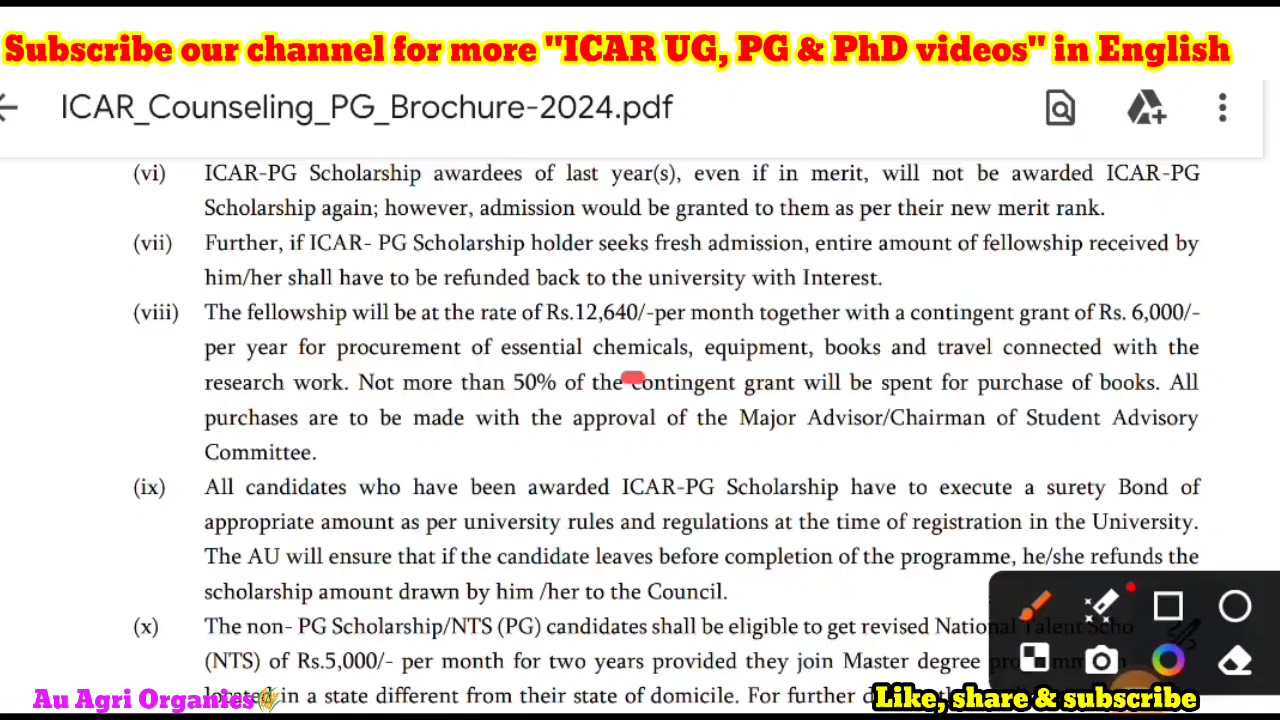 Subscribe our channel for more "ICAR UG, PG & PhD videos" in English
ICAR_Counseling_PG_Brochure-2024.pdf
(vi) ICAR-PG Scholarship awardees of last year(s), even if in merit, will not be awarded ICAR-PG
Scholarship again; however, admission would be granted to them as per their new merit rank.
(vii) Further, if ICAR- PG Scholarship holder seeks fresh admission, entire amount of fellowship received by
him/her shall have to be refunded back to the university with Interest.
(viii) The fellowship will be at the rate of Rs.12,640/-per month together with a contingent grant of Rs. 6,000/-
per year for procurement of essential chemicals, equipment, books and travel connected with the
research work. Not more than 50% of the contingent grant will be spent for purchase of books. All
purchases are to be made with the approval of the Major Advisor/Chairman of Student Advisory
Committee.
(ix) All candidates who have been awarded ICAR-PG Scholarship have to execute a surety Bond of
appropriate amount as per university rules and regulations at the time of registration in the University.
The AU will ensure that if the candidate leaves before completion of the programme, he/she refunds the
scholarship amount drawn by him /her to the Council.
(x) The non- PG Scholarship/NTS (PG) candidates shall be eligible to get revised National Talent
(NTS) of Rs.5,000/- per month for two years provided they join Master degree
located in a state different from their state of domicile. For further
Au Agri Organics
Like, share & subscribe